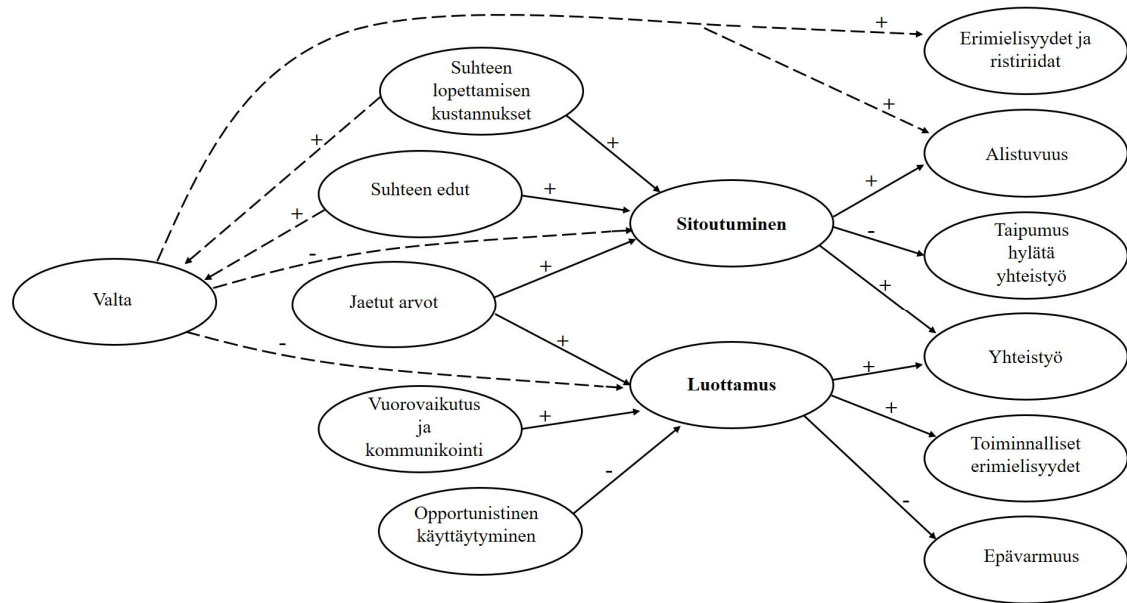 +
Erimielisyydet ja
ristiriidat
Suhteen
lopettamisen
kustannukset
+
+
+
Alistuvuus
Suhteen edut
+
+
+
Sitoutuminen
-
-
Taipumus
hylätä
yhteistyö
Valta
Jaetut arvot
+
+
-
+
Yhteistyö
+
Luottamus
Vuorovaikutus
ja
kommunikointi
+
+
Toiminnalliset
erimielisyydet
-
-
Opportunistinen
käyttäytyminen
Epävarmuus